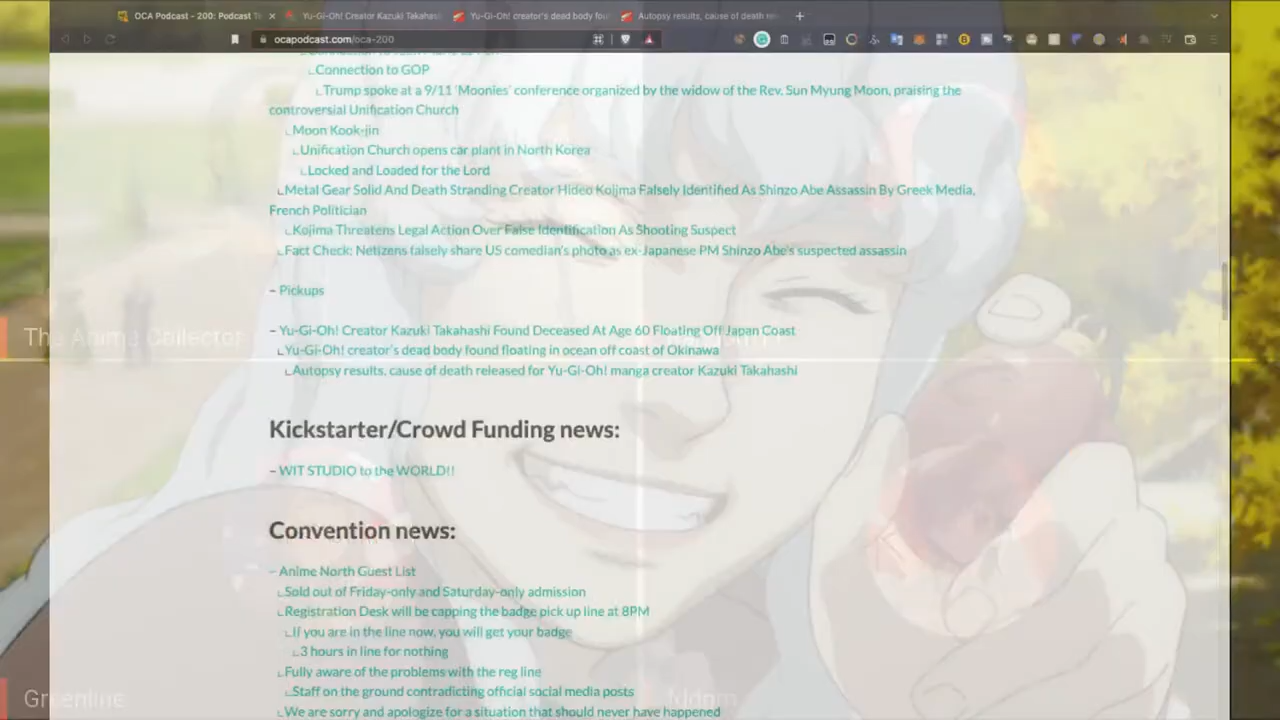 OCA Podcast - 200: Podcast
Yu-Gi-Oh! Creator Kazuki Takahas
Yu-Gi-Oh! creator's dead body fou
Autopsy results, cause of death re
ocapodcast.com/oca-200
Connection to GOP
Trump spoke at a 9/11 'Moonies' conference organized by the widow of the Rev. Sun Myung Moon, praising the
controversial Unification Church
Moon Kook-jin
Unification Church opens car plant in North Korea
Locked and Loaded for the Lord
Metal Gear Solid And Death Stranding Creator Hideo Kojima Falsely Identified As Shinzo Abe Assassin By Greek Media,
French Politician
Kojima Threatens Legal Action Over False Identification As Shooting Suspect
Fact Check: Netizens falsely share US comedian's photo as ex-Japanese PM Shinzo Abe's suspected assassin
– Pickups
– Yu-Gi-Oh! Creator Kazuki Takahashi Found Deceased At Age 60 Floating Off Japan Coast
The Anime Collector
Yu-Gi-Oh! creator's dead body found floating in ocean off coast of Okinawa
Autopsy results, cause of death released for Yu-Gi-Oh! manga creator Kazuki Takahashi
Kickstarter/Crowd Funding news:
– WIT STUDIO to the WORLD!!
Convention news:
– Anime North Guest List
Sold out of Friday-only and Saturday-only admission
Registration Desk will be capping the badge pick up line at 8PM
If you are in the line now, you will get your badge
3 hours in line for nothing
Fully aware of the problems with the reg line
Staff on the ground contradicting official social media posts
Greenline
We are sorry and apologize for a situation that should never have happened